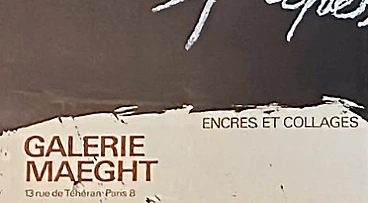 ENCRES ET COLLAGES
GALERIE
MAEGHT
13 rue de Téhéran·Paris 8